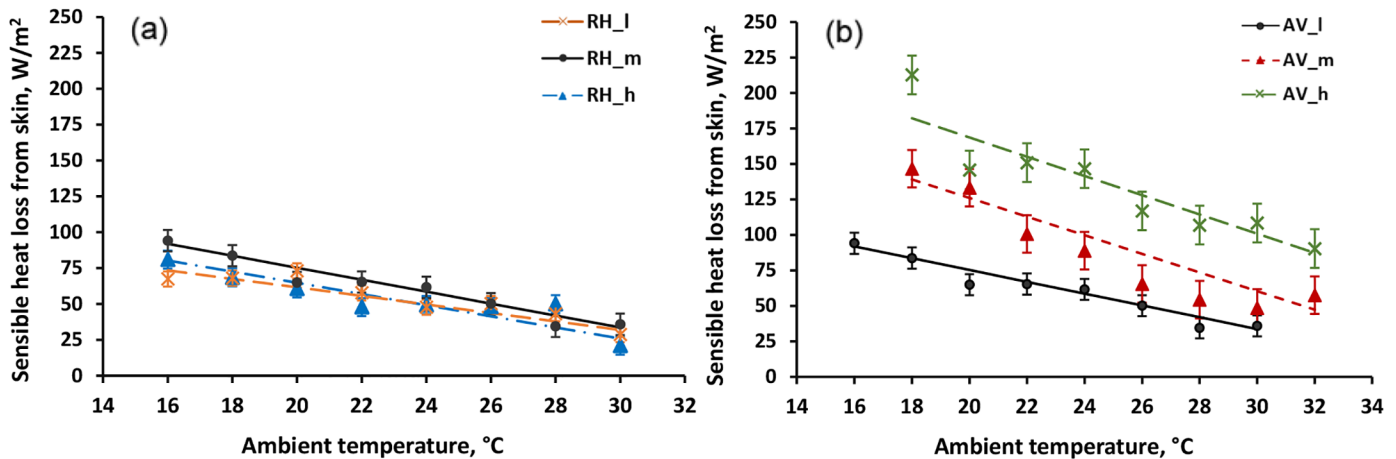 (a)
RH_l
RH_m
RH_h
Sensible heat loss from skin, W/m²
250
225
200
175
150
125
100
75
50
25
0
14 16 18 20 22 24 26 28 30 32
Ambient temperature, °C
(b)
AV_l
AV_m
AV_h
Sensible heat loss from skin, W/m²
250
225
200
175
150
125
100
75
50
25
0
14 16 18 20 22 24 26 28 30 32 34
Ambient temperature, °C